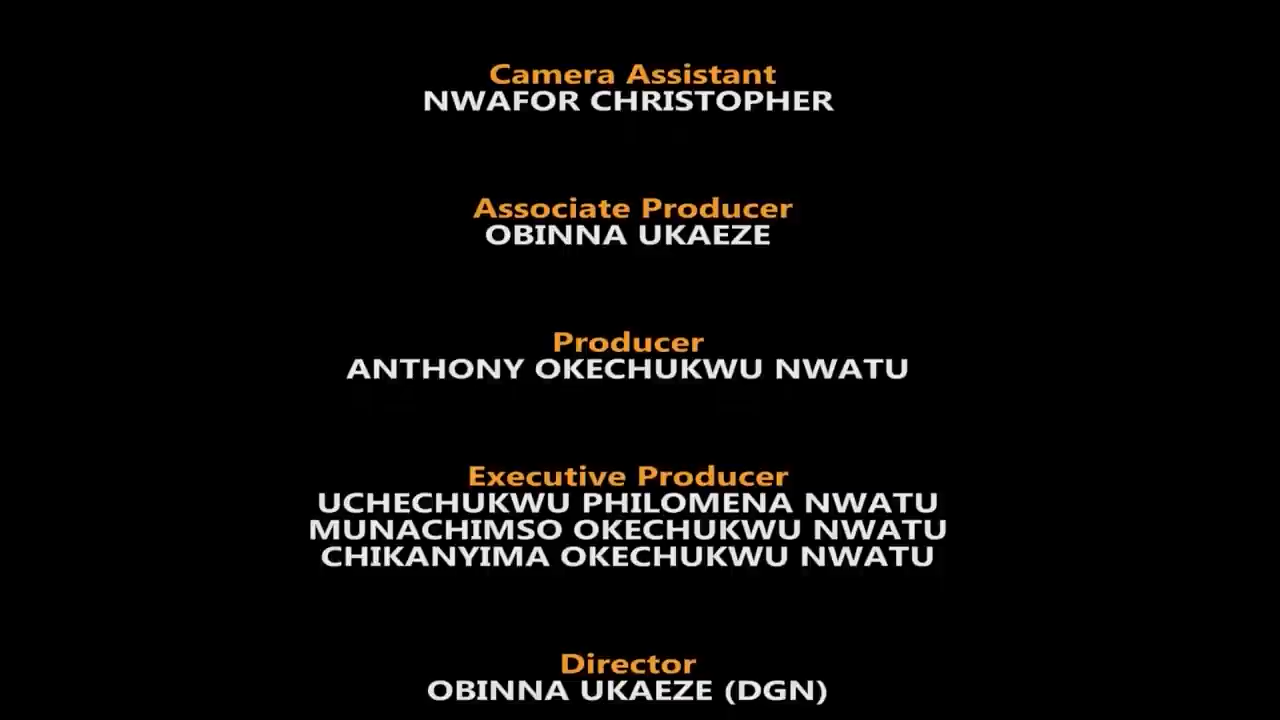 Camera Assistant
NWAFOR CHRISTOPHER
Associate Producer
OBINNA UKAEZE
Producer
ANTHONY OKECHUKWU NWATU
Executive Producer
UCHECHUKWU PHILOMENA NWATU
MUNACHIMSO OKECHUKWU NWATU
CHIKANYIMA OKECHUKWU NWATU
Director
OBINNA UKAEZE (DGN)